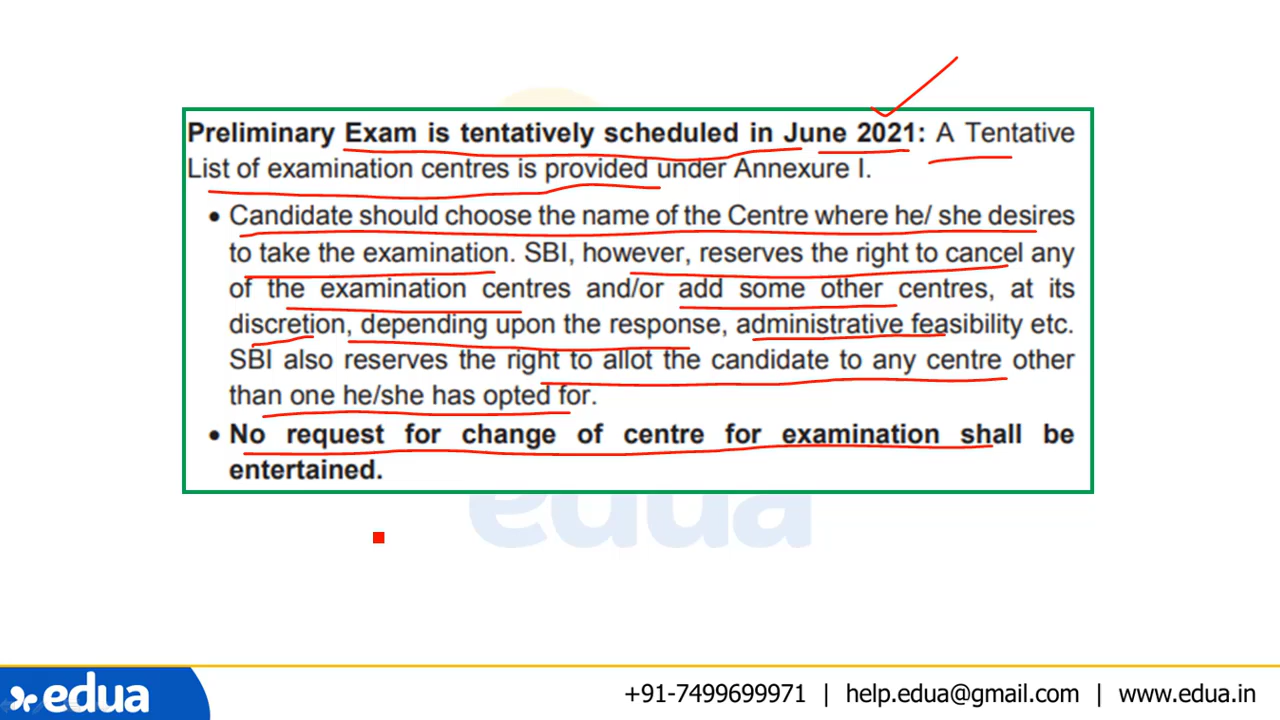 Preliminary Exam is tentatively scheduled in June 2021: A Tentative
List of examination centres is provided under Annexure I.
• Candidate should choose the name of the Centre where he/ she desires
to take the examination. SBI, however, reserves the right to cancel any
of the examination centres and/or add some other centres, at its
discretion, depending upon the response, administrative feasibility etc.
SBI also reserves the right to allot the candidate to any centre other
than one he/she has opted for.
• No request for change of centre for examination shall be
entertained.
edua
edua
+91-7499699971 | help.edua@gmail.com | www.edua.in